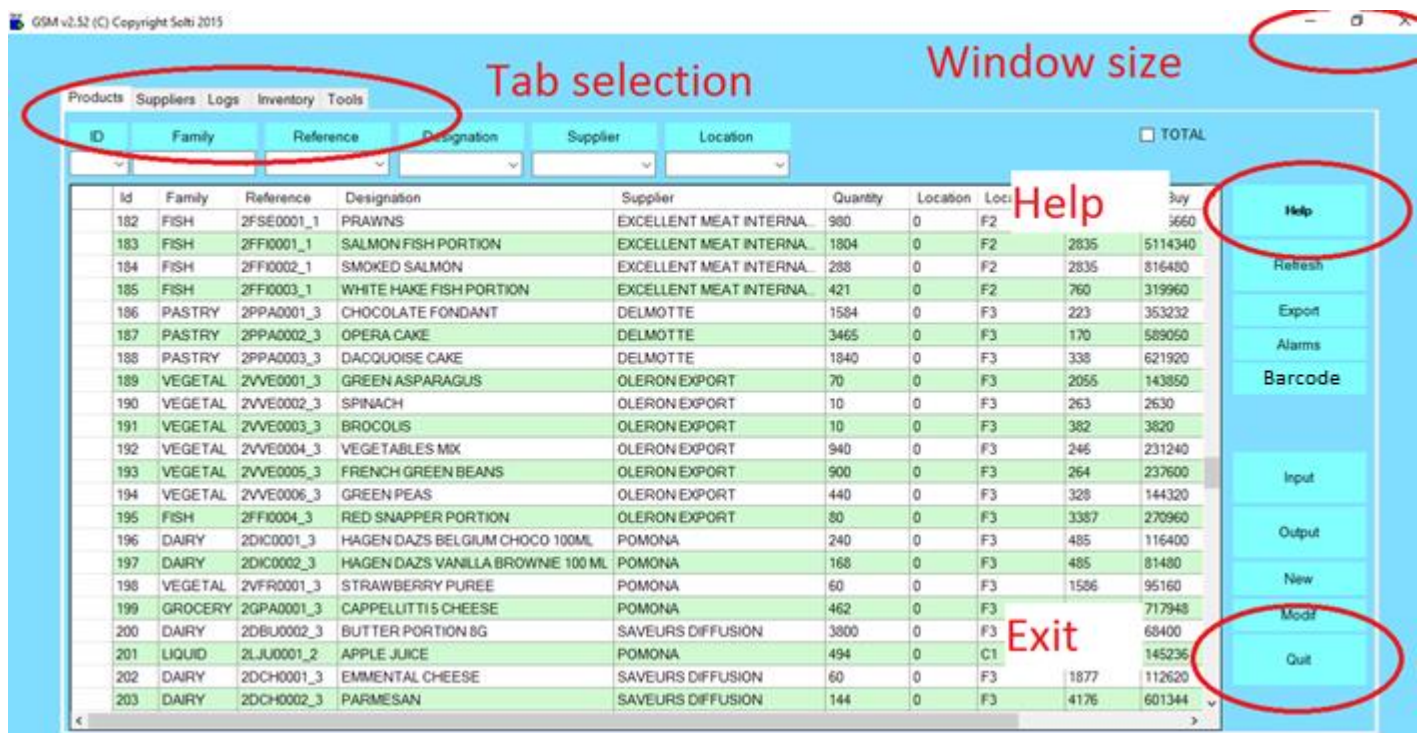 GSM v2.52 (C) Copyright Solti 2015
Window size
Tab selection
Products Suppliers Logs Inventory Tools
ID Family Reference Designation Supplier Location TOTAL
Id Family Reference Designation Supplier Quantity Location Buy
Help
182 FISH 2FSE0001_1 PRAWNS EXCELLENT MEAT INTERNA... 980 0 F2
183 FISH 2FFI0001_1 SALMON FISH PORTION EXCELLENT MEAT INTERNA... 1804 0 F2 2835 5114340
184 FISH 2FFI0002_1 SMOKED SALMON EXCELLENT MEAT INTERNA... 288 0 F2 2835 816480
185 FISH 2FFI0003_1 WHITE HAKE FISH PORTION EXCELLENT MEAT INTERNA... 421 0 F2 760 319960
186 PASTRY 2PPA0001_3 CHOCOLATE FONDANT DELMOTTE 1584 0 F3 223 353232
187 PASTRY 2PPA0002_3 OPERA CAKE DELMOTTE 3465 0 F3 170 589050
188 PASTRY 2PPA0003_3 DACQUOISE CAKE DELMOTTE 1840 0 F3 338 621920
189 VEGETAL 2VVE0001_3 GREEN ASPARAGUS OLERON EXPORT 70 0 F3 2055 143850
190 VEGETAL 2VVE0002_3 SPINACH OLERON EXPORT 10 0 F3 263 2630
191 VEGETAL 2VVE0003_3 BROCOLIS OLERON EXPORT 10 0 F3 382 3820
192 VEGETAL 2VVE0004_3 VEGETABLES MIX OLERON EXPORT 940 0 F3 246 231240
193 VEGETAL 2VVE0005_3 FRENCH GREEN BEANS OLERON EXPORT 900 0 F3 264 237600
194 VEGETAL 2VVE0006_3 GREEN PEAS OLERON EXPORT 440 0 F3 328 144320
195 FISH 2FFI0004_3 RED SNAPPER PORTION OLERON EXPORT 80 0 F3 3387 270960
196 DAIRY 2DIC0001_3 HAGEN DAZS BELGIUM CHOCO 100ML POMONA 240 0 F3 485 116400
197 DAIRY 2DIC0002_3 HAGEN DAZS VANILLA BROWNIE 100 ML POMONA 168 0 F3 485 81480
198 VEGETAL 2VFR0001_3 STRAWBERRY PUREE POMONA 60 0 F3 1586 95160
199 GROCERY 2GPA0001_3 CAPPELLITTI 5 CHEESE POMONA 462 0 F3 717948
200 DAIRY 2DBU0002_3 BUTTER PORTION 8G SAVEURS DIFFUSION 3800 0 F3 68400
201 LIQUID 2LJU0001_2 APPLE JUICE POMONA 494 0 C1 145236
202 DAIRY 2DCH0001_3 EMMENTAL CHEESE SAVEURS DIFFUSION 60 0 F3 1877 112620
203 DAIRY 2DCH0002_3 PARMESAN SAVEURS DIFFUSION 144 0 F3 4176 601344
Exit
Help
Refresh
Export
Alarms
Barcode
Input
Output
New
Modif
Quit